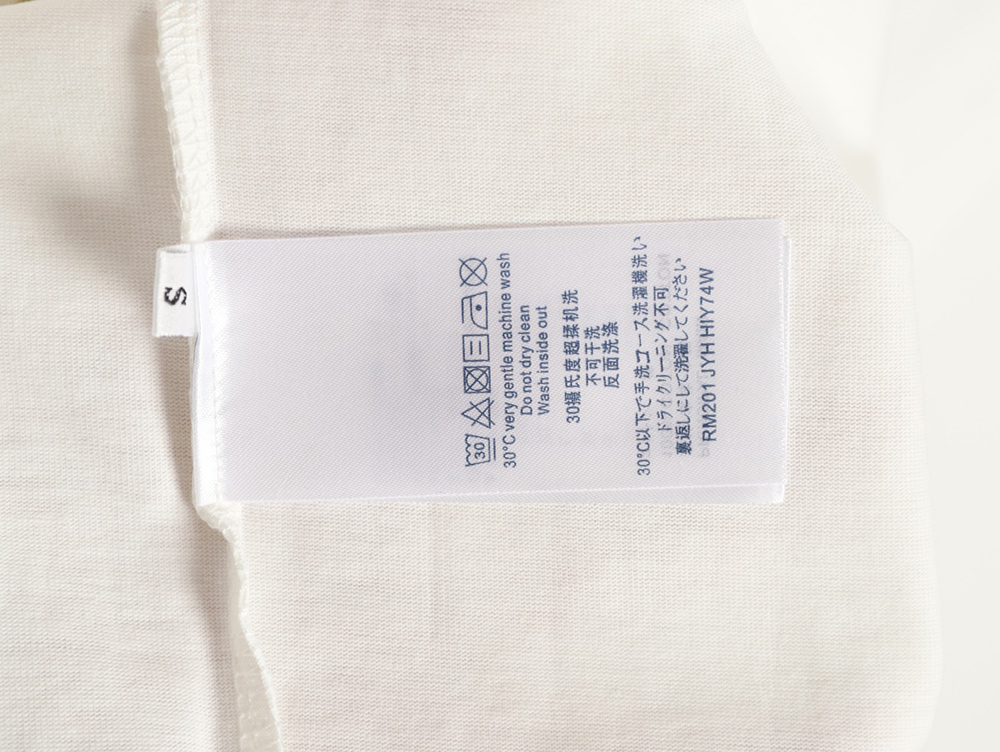 S
30
30°C very gentle machine wash
Do not dry clean
Wash inside out
30摄氏度超揉机洗
不可干洗
反面洗涤
30°C以下で手洗コース洗濯機洗い
ドライクリーニング不可
裏返しにして洗濯してください
RM201 JYH HIY74W